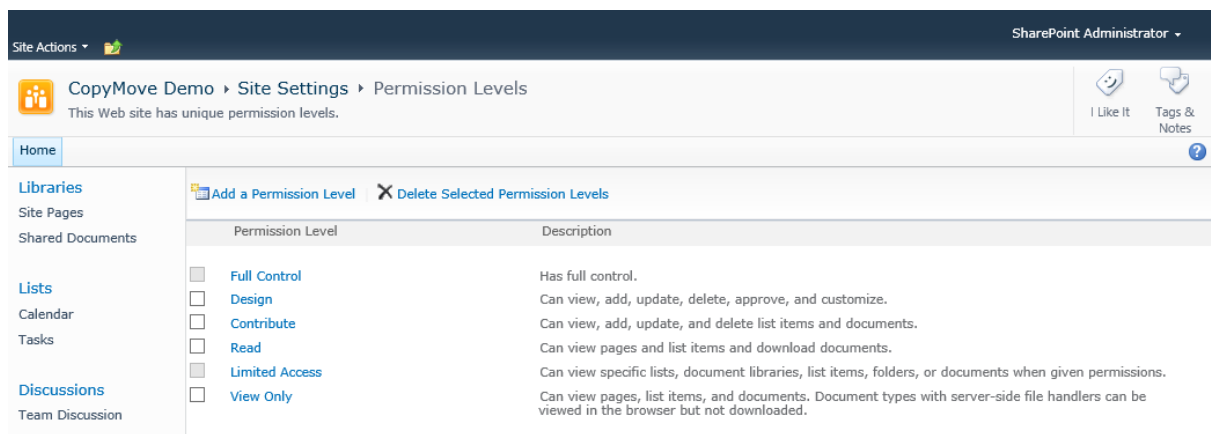 SharePoint Administrator
Site Actions
CopyMove Demo Site Settings Permission Levels
This Web site has unique permission levels.
I Like It
Tags &
Notes
Home
Libraries
Site Pages
Shared Documents
Lists
Calendar
Tasks
Discussions
Team Discussion
Add a Permission Level
Delete Selected Permission Levels
Permission Level Description
Full Control Has full control.
Design Can view, add, update, delete, approve, and customize.
Contribute Can view, add, update, and delete list items and documents.
Read Can view pages and list items and download documents.
Limited Access Can view specific lists, document libraries, list items, folders, or documents when given permissions.
View Only Can view pages, list items, and documents. Document types with server-side file handlers can be
viewed in the browser but not downloaded.